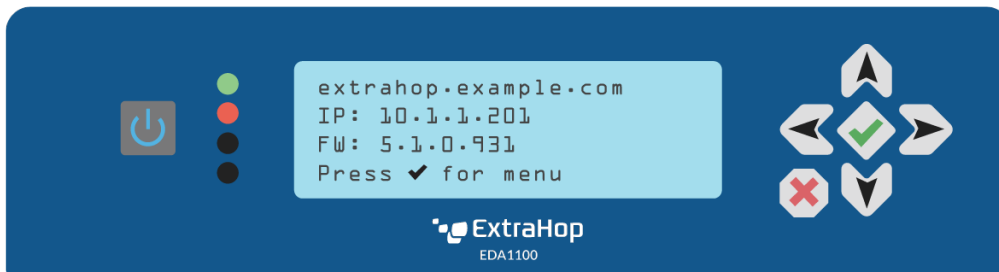 extrahop.example.com
IP: 10.1.1.201
FW: 5.1.0.931
Press ✔ for menu
ExtraHop
EDA1100